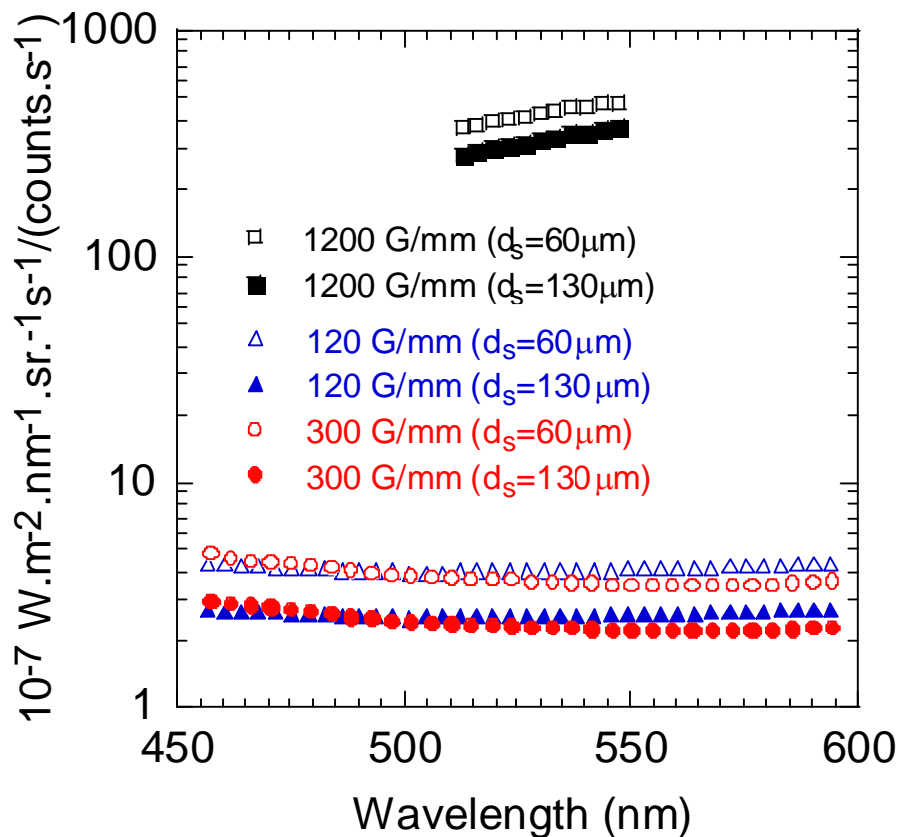 10-7 W.m-2.nm-1.sr.-1s-1/(counts.s-1)
1000
100
10
1
1200 G/mm (ds=60μm)
1200 G/mm (ds=130μm)
120 G/mm (ds=60μm)
120 G/mm (ds=130μm)
300 G/mm (ds=60μm)
300 G/mm (ds=130μm)
450 500 550 600
Wavelength (nm)